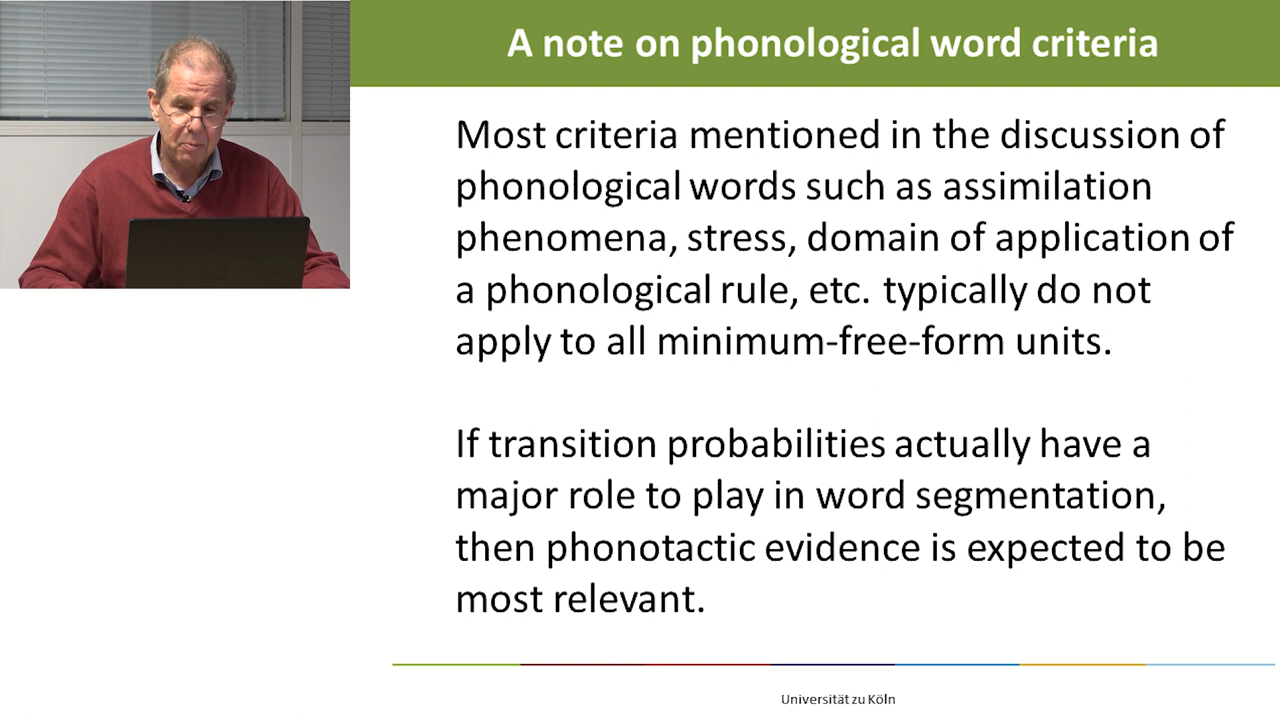 A note on phonological word criteria
Most criteria mentioned in the discussion of
phonological words such as assimilation
phenomena, stress, domain of application of
a phonological rule, etc. typically do not
apply to all minimum-free-form units.
If transition probabilities actually have a
major role to play in word segmentation,
then phonotactic evidence is expected to be
most relevant.
Universität zu Köln